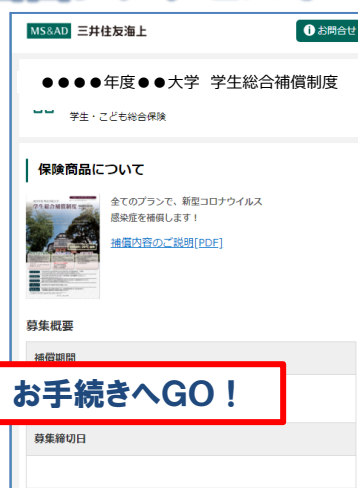 MS&AD 三井住友海上
お問合せ
●●●●年度●●大学 学生総合補償制度
学生・こども総合保険
保険商品について
学生総合補償制度
全てのプランで、新型コロナウイルス
感染症を補償します！
補償内容のご説明[PDF]
募集概要
補償期間
お手続きへGO！
募集締切日